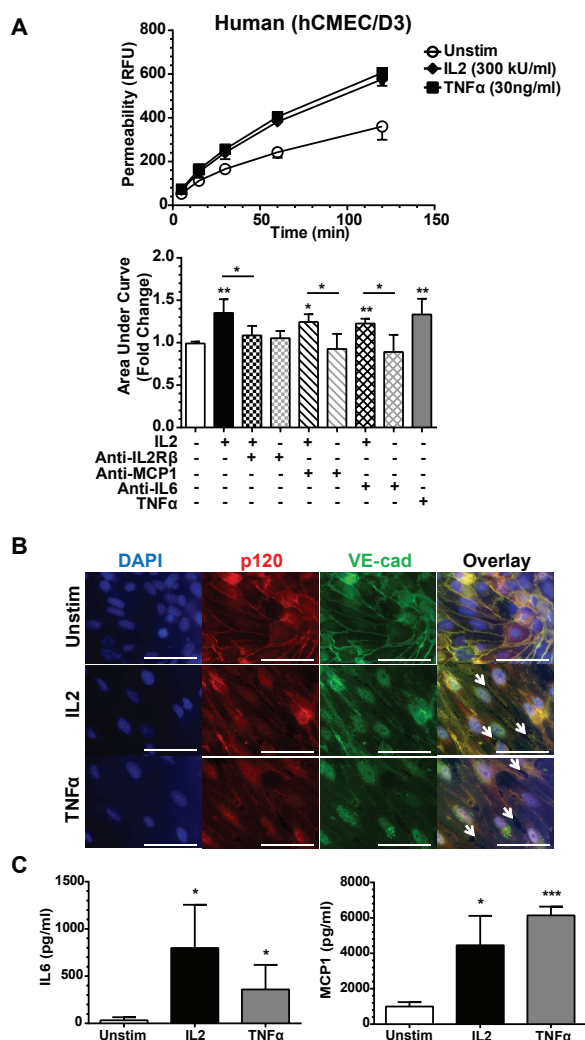 A
Human (hCMEC/D3)
Unstim
IL2 (300 kU/ml)
TNFα (30ng/ml)
Permeability (RFU)
600
400
200
0
0 50 100 150
Time (min)
Area Under Curve
(Fold Change)
1.5
1.0
0.5
0.0
** * * * ** * **
IL2 - + + - + - + - -
Anti-IL2Rβ - - + + - - - - -
Anti-MCP1 - - - - + + - - -
Anti-IL6 - - - - - - + + -
TNFα - - - - - - - - +
B
DAPI p120 VE-cad Overlay
Unstim
IL2
TNFα
C
IL6 (pg/ml)
1500
1000
500
0
* *
Unstim IL2 TNFα
MCP1 (pg/ml)
8000
6000
4000
2000
0
* ***
Unstim IL2 TNFα